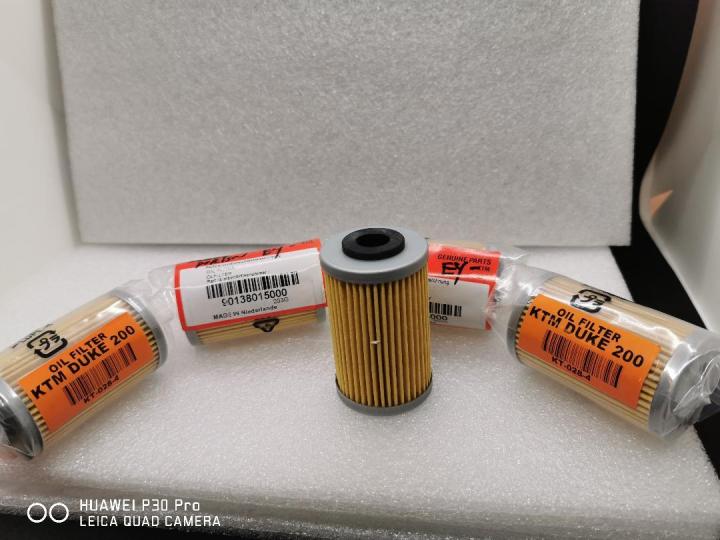 OIL FILTER
KTM DUKE 200
KT-028-4
OILFILTER
90138015000
MADE IN Niederlande
GENUINE PARTS
KTM
OIL FILTER
KTM DUKE 200
KT-028-4
HUAWEI P30 Pro
LEICA QUAD CAMERA